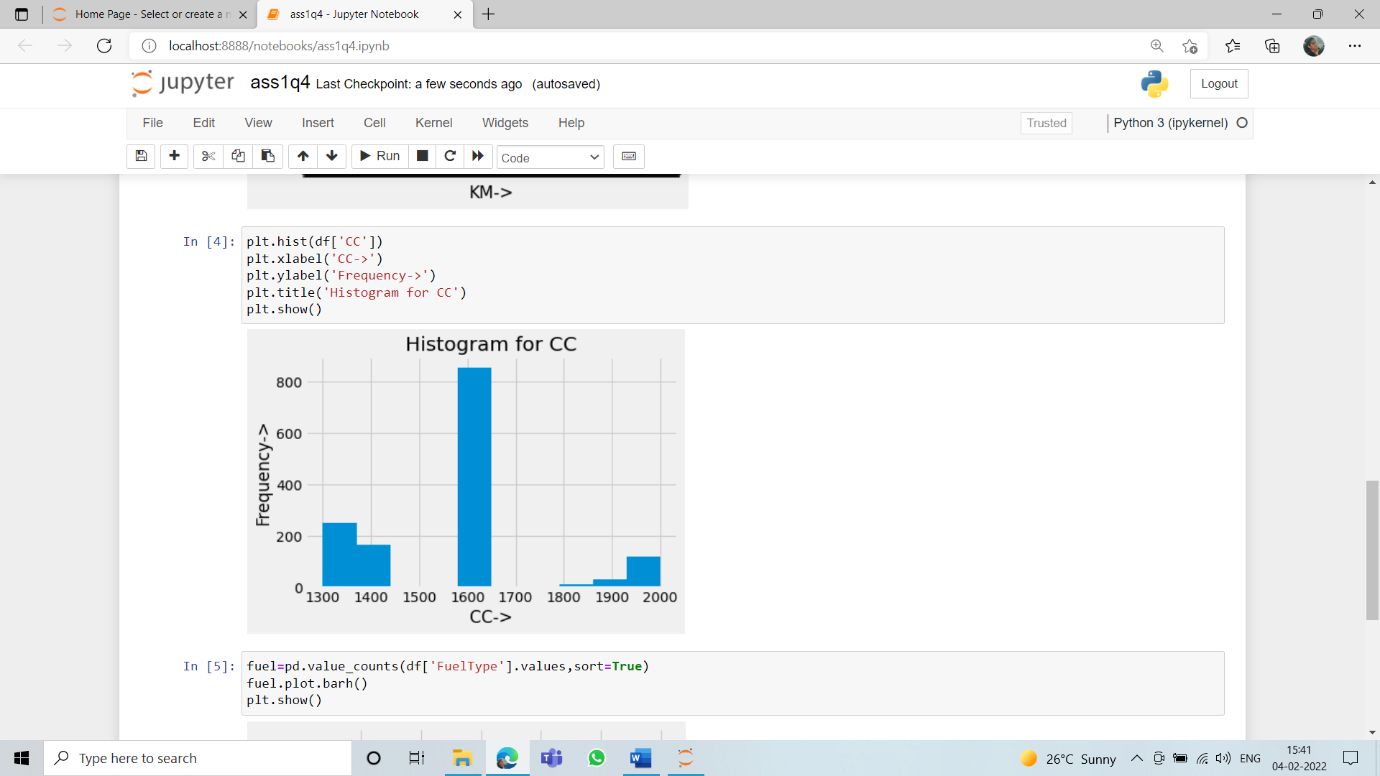 Home Page - Select or create a n
ass1q4 - Jupyter Notebook
localhost:8888/notebooks/ass1q4.ipynb
jupyter ass1q4 Last Checkpoint: a few seconds ago (autosaved)
Logout
File Edit View Insert Cell Kernel Widgets Help
Trusted
Python 3 (ipykernel)
Run
Code
KM->
In [4]:
plt.hist(df['CC'])
plt.xlabel('CC->')
plt.ylabel('Frequency->')
plt.title('Histogram for CC')
plt.show()
Histogram for CC
800
600
400
200
0
Frequency->
1300 1400 1500 1600 1700 1800 1900 2000
CC->
In [5]:
fuel=pd.value_counts(df['FuelType'].values,sort=True)
fuel.plot.barh()
plt.show()
Type here to search
26°C Sunny
ENG
15:41
04-02-2022